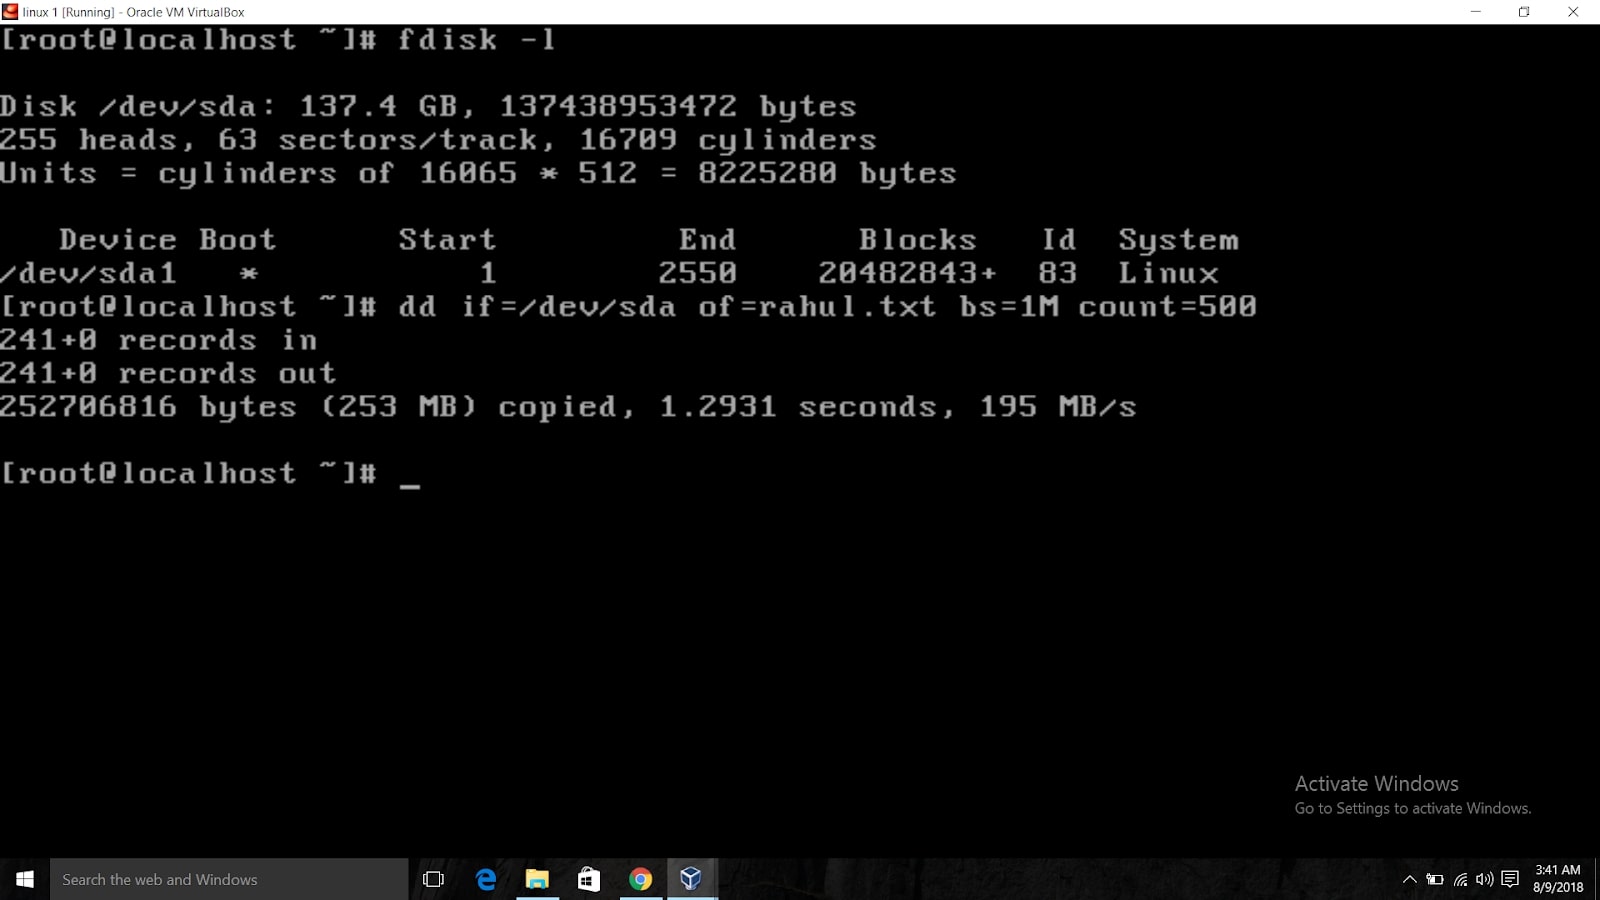 linux 1 [Running] - Oracle VM VirtualBox
[root@localhost ~]# fdisk -l
Disk /dev/sda: 137.4 GB, 137438953472 bytes
255 heads, 63 sectors/track, 16709 cylinders
Units = cylinders of 16065 * 512 = 8225280 bytes
Device Boot Start End Blocks Id System
/dev/sda1 * 1 2550 20482843+ 83 Linux
[root@localhost ~]# dd if=/dev/sda of=rahul.txt bs=1M count=500
241+0 records in
241+0 records out
252706816 bytes (253 MB) copied, 1.2931 seconds, 195 MB/s
[root@localhost ~]# _
Activate Windows
Go to Settings to activate Windows.
Search the web and Windows
3:41 AM
8/9/2018